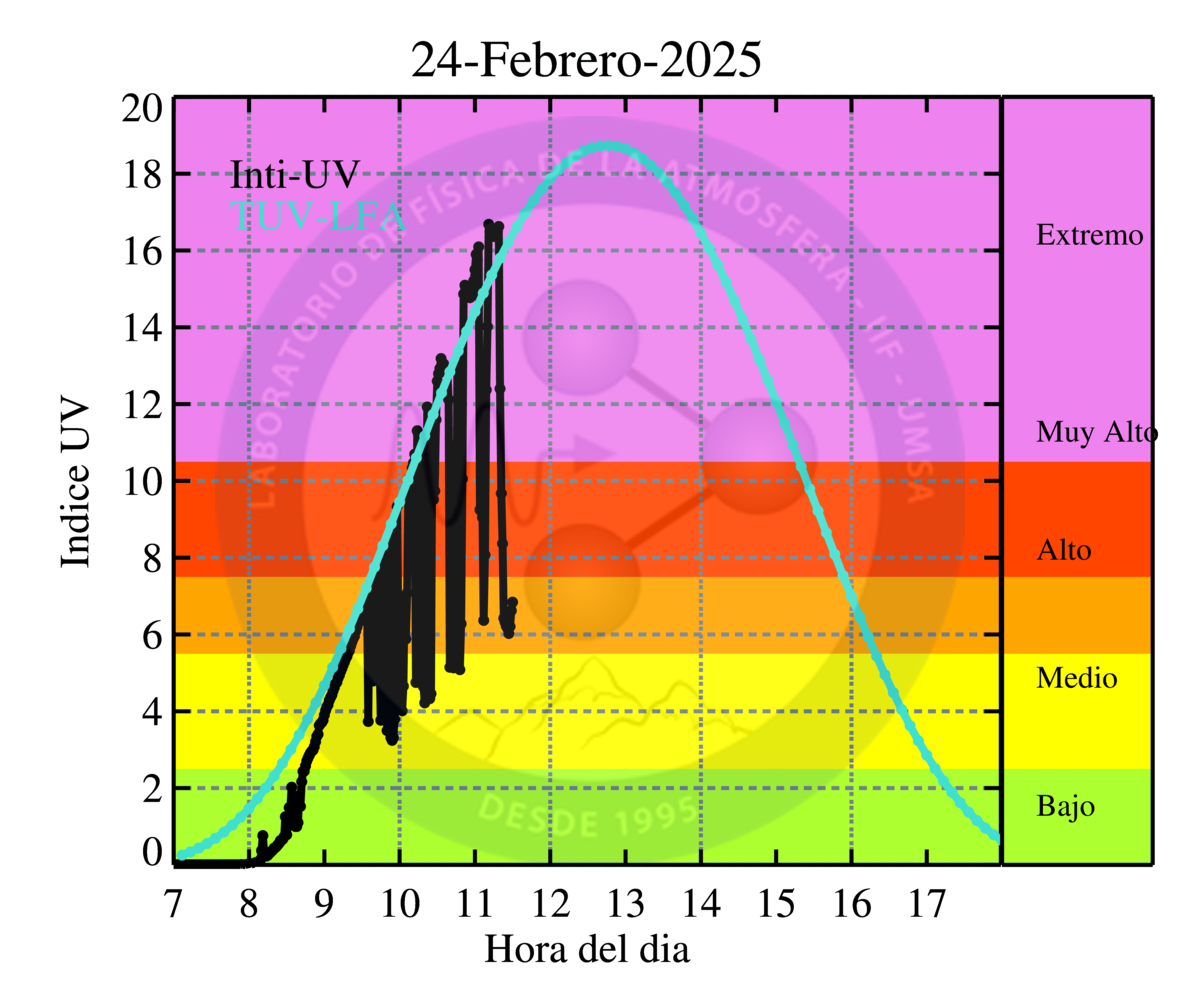 24-Febrero-2025
Inti-UV
TUV-LFA
LABORATORIO DE FÍSICA DE LA ATMÓSFERA - IIF - UMSA
DESDE 1995
Indice UV
20
18
16
14
12
10
8
6
4
2
0
Extremo
Muy Alto
Alto
Medio
Bajo
7 8 9 10 11 12 13 14 15 16 17
Hora del dia